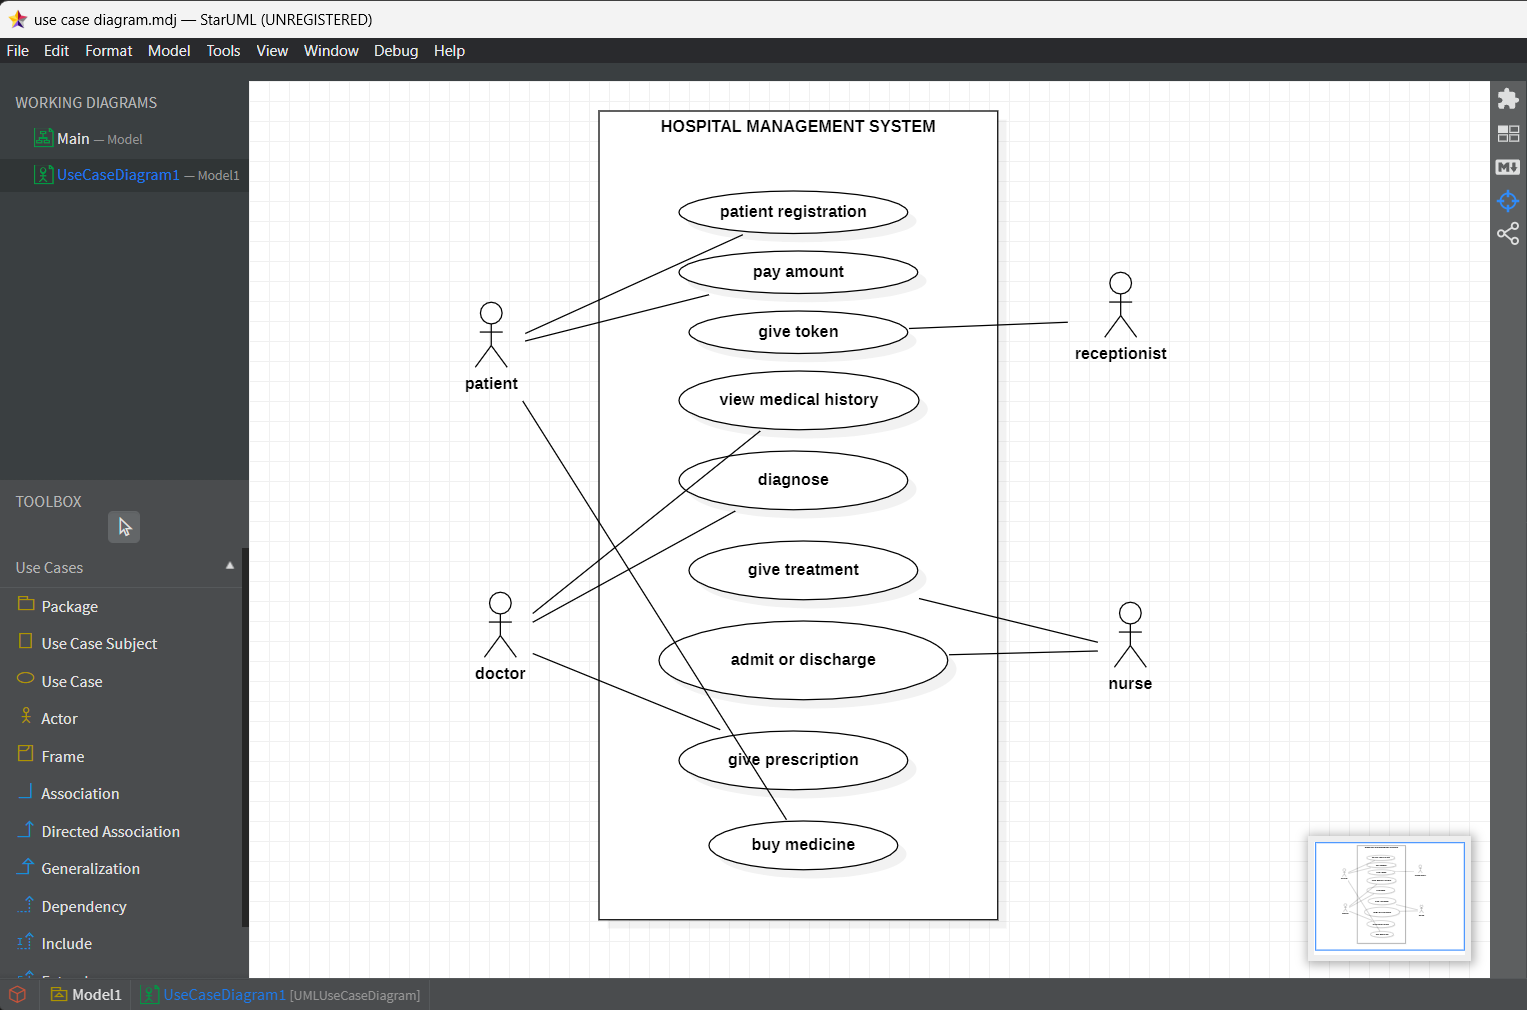 use case diagram.mdj — StarUML (UNREGISTERED)
File Edit Format Model Tools View Window Debug Help
WORKING DIAGRAMS
Main — Model
UseCaseDiagram1 — Model1
TOOLBOX
Use Cases
Package
Use Case Subject
Use Case
Actor
Frame
Association
Directed Association
Generalization
Dependency
Include
HOSPITAL MANAGEMENT SYSTEM
patient registration
pay amount
give token
view medical history
diagnose
give treatment
admit or discharge
give prescription
buy medicine
patient
doctor
receptionist
nurse
M
Model1
UseCaseDiagram1 [UMLUseCaseDiagram]